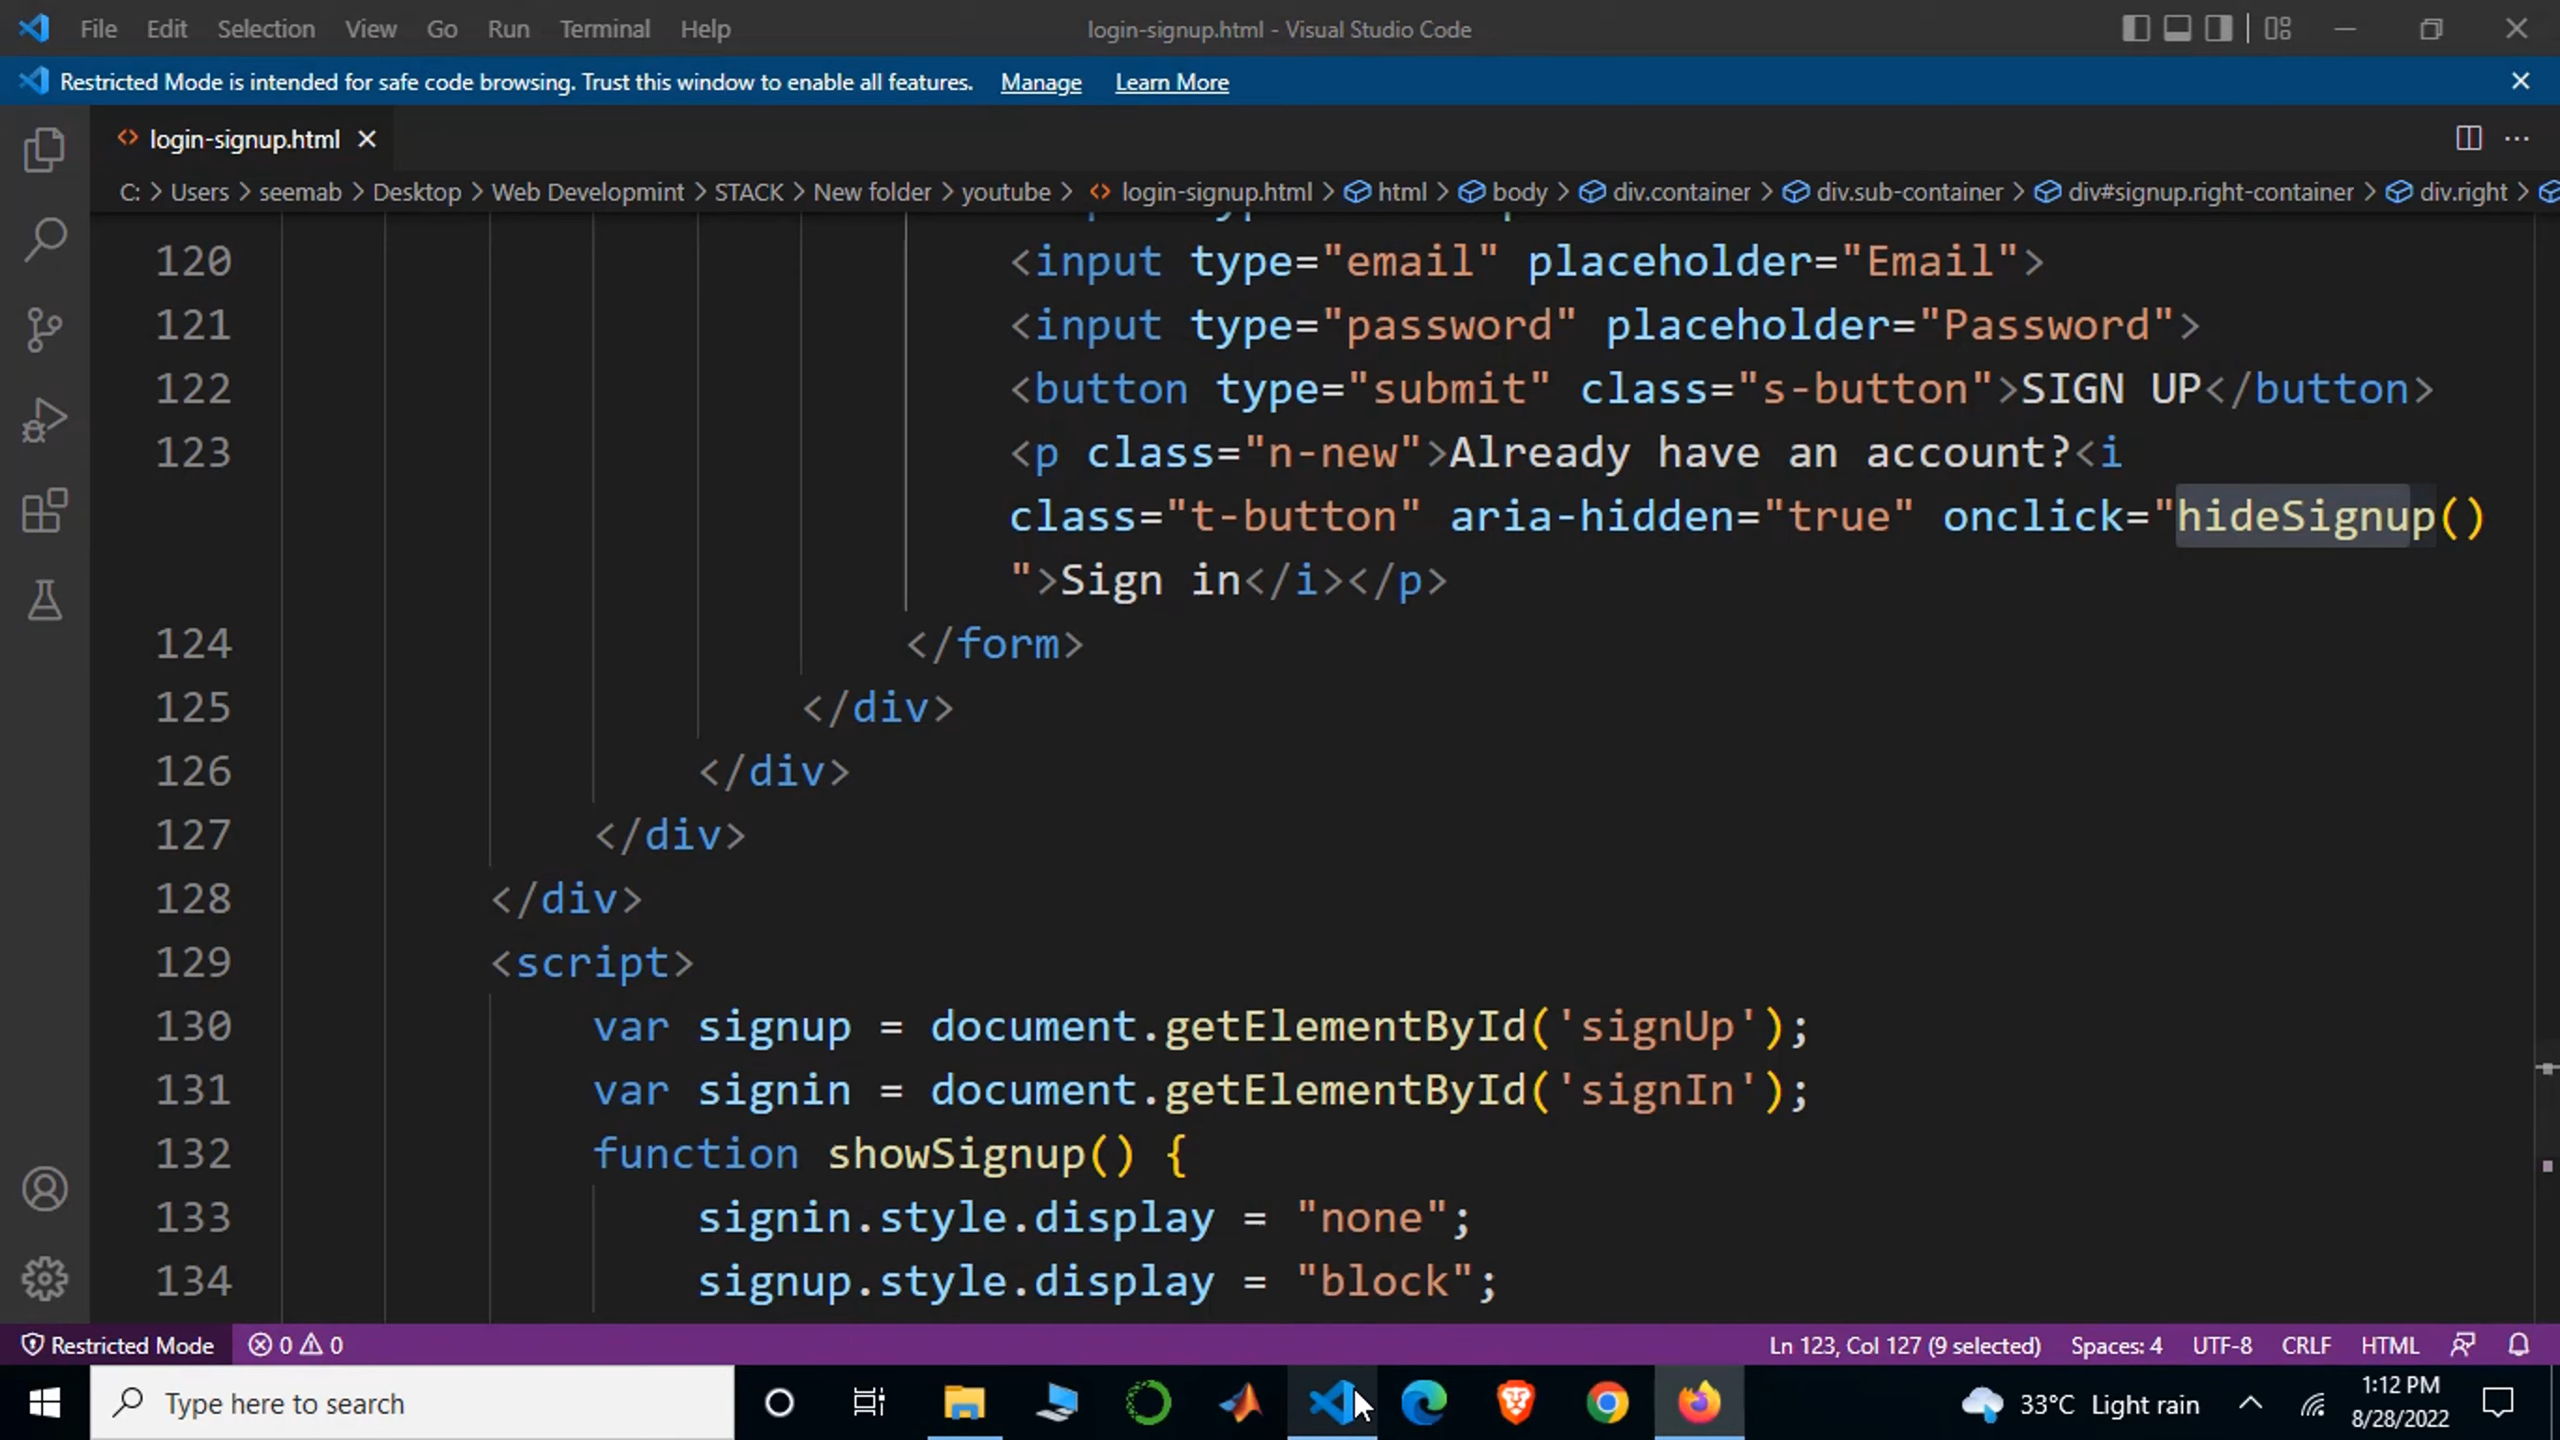 File Edit Selection View Go Run Terminal Help login-signup.html - Visual Studio Code
Restricted Mode is intended for safe code browsing. Trust this window to enable all features. Manage Learn More
login-signup.html
C: > Users > seemab > Desktop > Web Developmint > STACK > New folder > youtube > login-signup.html > html > body > div.container > div.sub-container > div#signup.right-container > div.right >
120 <input type="email" placeholder="Email">
121 <input type="password" placeholder="Password">
122 <button type="submit" class="s-button">SIGN UP</button>
123 <p class="n-new">Already have an account?<i
class="t-button" aria-hidden="true" onclick="hideSignup()
">Sign in</i></p>
124 </form>
125 </div>
126 </div>
127 </div>
128 </div>
129 <script>
130 var signup = document.getElementById('signUp');
131 var signin = document.getElementById('signIn');
132 function showSignup() {
133 signin.style.display = "none";
134 signup.style.display = "block";
Restricted Mode 0 0 Ln 123, Col 127 (9 selected) Spaces: 4 UTF-8 CRLF HTML
Type here to search 33°C Light rain 1:12 PM
8/28/2022